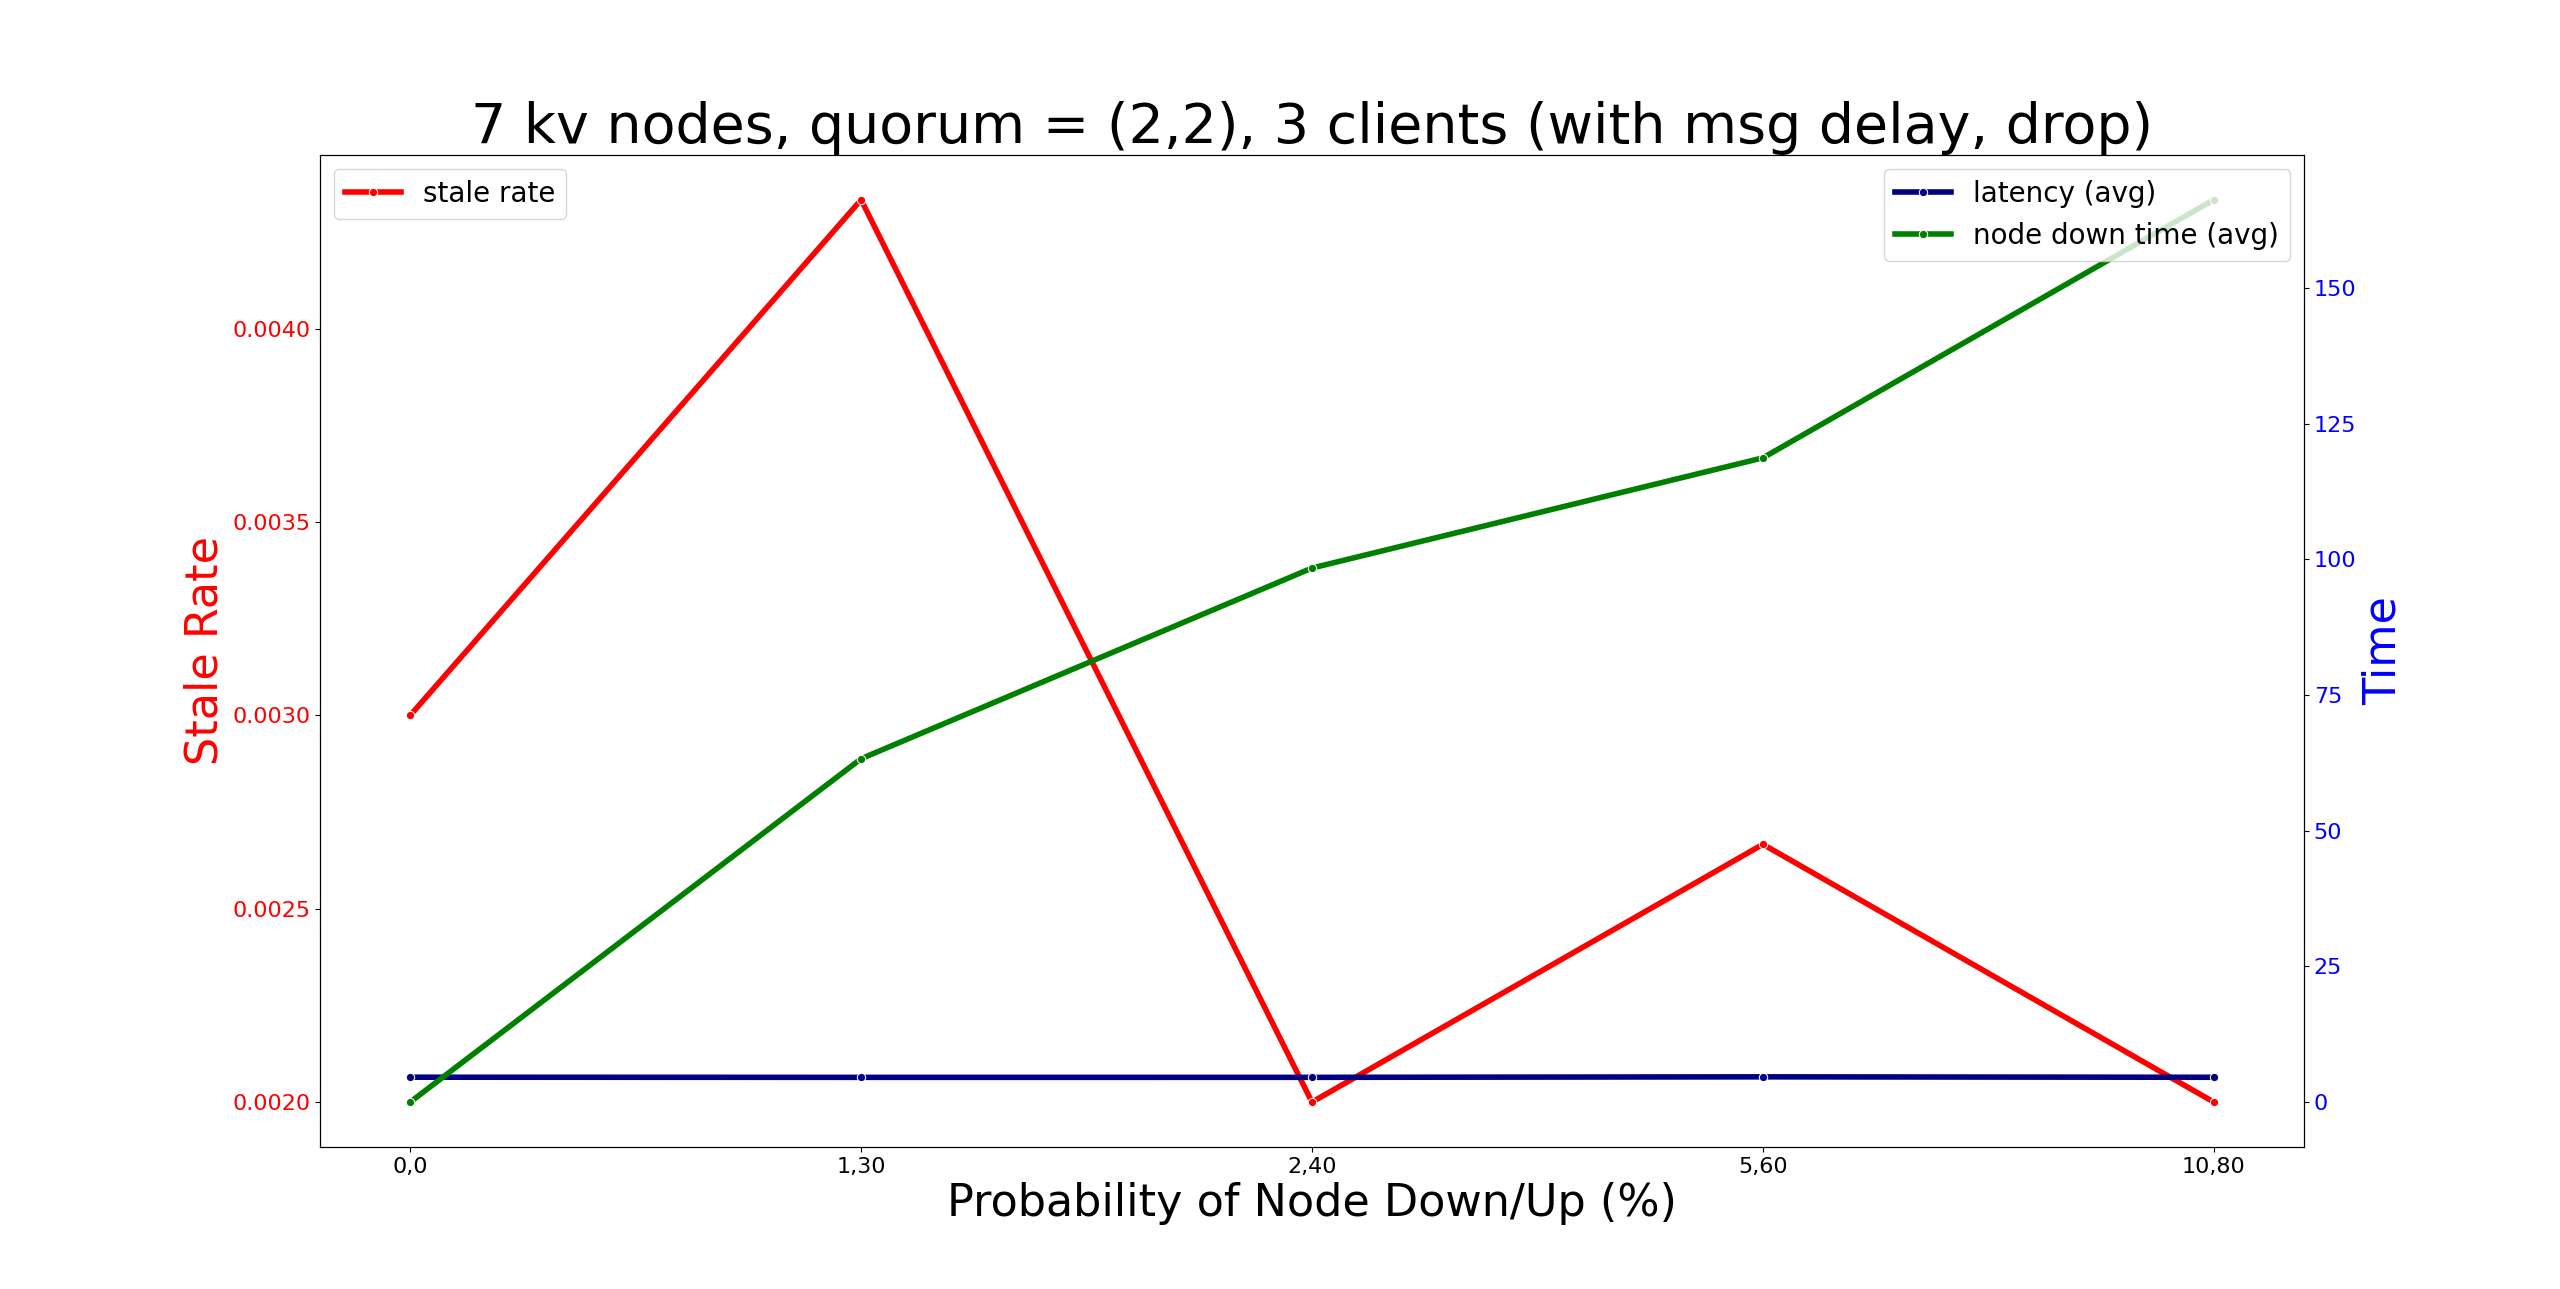 7 kv nodes, quorum = (2,2), 3 clients (with msg delay, drop)
stale rate
latency (avg)
node down time (avg)
Stale Rate
0.0040
0.0035
0.0030
0.0025
0.0020
150
125
100
75
50
25
0
Time
0,0 1,30 2,40 5,60 10,80
Probability of Node Down/Up (%)